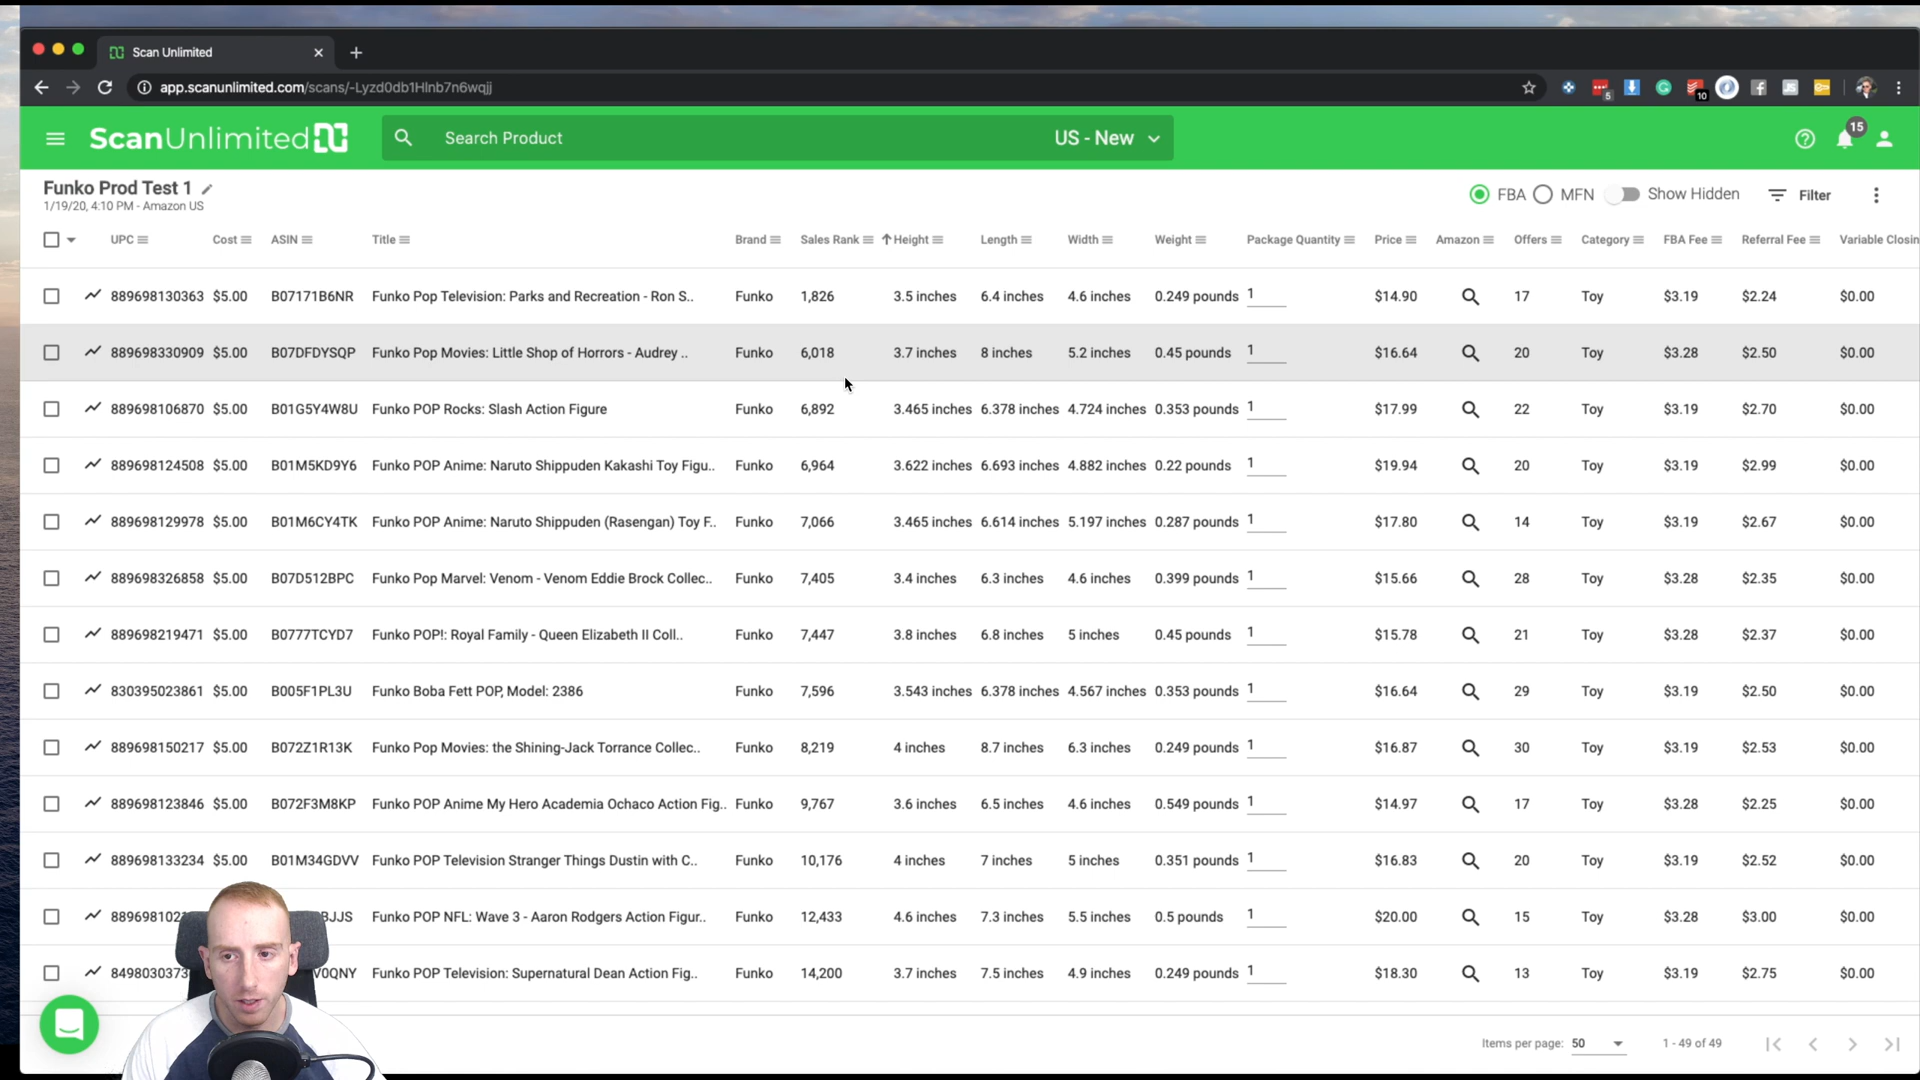 Scan Unlimited
app.scanunlimited.com/scans/-Lyzd0db1Hlnb7n6wqjj
5
10
ScanUnlimited
Search Product
US - New
15
Funko Prod Test 1
1/19/20, 4:10 PM - Amazon US
FBA MFN Show Hidden Filter
UPC Cost ASIN Title Brand Sales Rank Height Length Width Weight Package Quantity Price Amazon Offers Category FBA Fee Referral Fee Variable Closin
889698130363 $5.00 B07171B6NR Funko Pop Television: Parks and Recreation - Ron S.. Funko 1,826 3.5 inches 6.4 inches 4.6 inches 0.249 pounds 1 $14.90 17 Toy $3.19 $2.24 $0.00
889698330909 $5.00 B07DFDYSQP Funko Pop Movies: Little Shop of Horrors - Audrey .. Funko 6,018 3.7 inches 8 inches 5.2 inches 0.45 pounds 1 $16.64 20 Toy $3.28 $2.50 $0.00
889698106870 $5.00 B01G5Y4W8U Funko POP Rocks: Slash Action Figure Funko 6,892 3.465 inches 6.378 inches 4.724 inches 0.353 pounds 1 $17.99 22 Toy $3.19 $2.70 $0.00
889698124508 $5.00 B01M5KD9Y6 Funko POP Anime: Naruto Shippuden Kakashi Toy Figu.. Funko 6,964 3.622 inches 6.693 inches 4.882 inches 0.22 pounds 1 $19.94 20 Toy $3.19 $2.99 $0.00
889698129978 $5.00 B01M6CY4TK Funko POP Anime: Naruto Shippuden (Rasengan) Toy F.. Funko 7,066 3.465 inches 6.614 inches 5.197 inches 0.287 pounds 1 $17.80 14 Toy $3.19 $2.67 $0.00
889698326858 $5.00 B07D512BPC Funko Pop Marvel: Venom - Venom Eddie Brock Collec.. Funko 7,405 3.4 inches 6.3 inches 4.6 inches 0.399 pounds 1 $15.66 28 Toy $3.28 $2.35 $0.00
889698219471 $5.00 B0777TCYD7 Funko POP!: Royal Family - Queen Elizabeth II Coll.. Funko 7,447 3.8 inches 6.8 inches 5 inches 0.45 pounds 1 $15.78 21 Toy $3.28 $2.37 $0.00
830395023861 $5.00 B005F1PL3U Funko Boba Fett POP, Model: 2386 Funko 7,596 3.543 inches 6.378 inches 4.567 inches 0.353 pounds 1 $16.64 29 Toy $3.19 $2.50 $0.00
889698150217 $5.00 B072Z1R13K Funko Pop Movies: the Shining-Jack Torrance Collec.. Funko 8,219 4 inches 8.7 inches 6.3 inches 0.249 pounds 1 $16.87 30 Toy $3.19 $2.53 $0.00
889698123846 $5.00 B072F3M8KP Funko POP Anime My Hero Academia Ochaco Action Fig.. Funko 9,767 3.6 inches 6.5 inches 4.6 inches 0.549 pounds 1 $14.97 17 Toy $3.28 $2.25 $0.00
889698133234 $5.00 B01M34GDVV Funko POP Television Stranger Things Dustin with C.. Funko 10,176 4 inches 7 inches 5 inches 0.351 pounds 1 $16.83 20 Toy $3.19 $2.52 $0.00
88969810 BJJS Funko POP NFL: Wave 3 - Aaron Rodgers Action Figur.. Funko 12,433 4.6 inches 7.3 inches 5.5 inches 0.5 pounds 1 $20.00 15 Toy $3.28 $3.00 $0.00
849803037 V0QNY Funko POP Television: Supernatural Dean Action Fig.. Funko 14,200 3.7 inches 7.5 inches 4.9 inches 0.249 pounds 1 $18.30 13 Toy $3.19 $2.75 $0.00
Items per page: 50 1 - 49 of 49